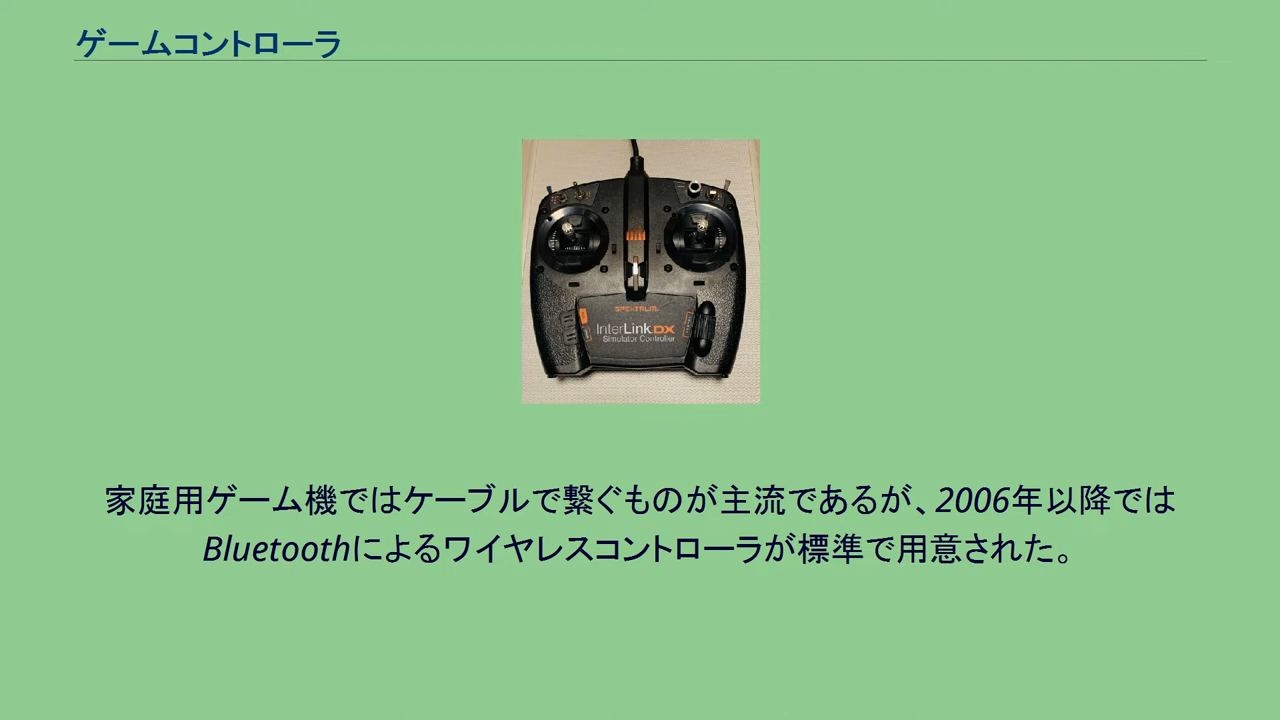 ゲームコントローラ
SPEKTRUM
InterLink DX
Simulator Controller
家庭用ゲーム機ではケーブルで繋ぐものが主流であるが、2006年以降では
Bluetoothによるワイヤレスコントローラが標準で用意された。